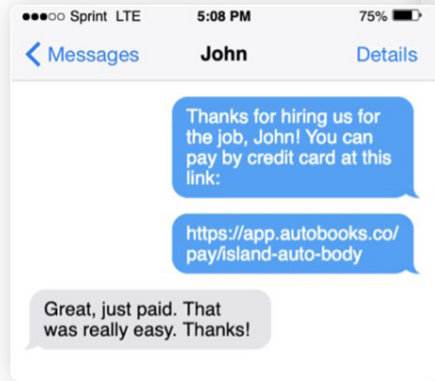 Sprint LTE 5:08 PM 75%
Messages John Details
Thanks for hiring us for
the job, John! You can
pay by credit card at this
link:
https://app.autobooks.co/
pay/island-auto-body
Great, just paid. That
was really easy. Thanks!